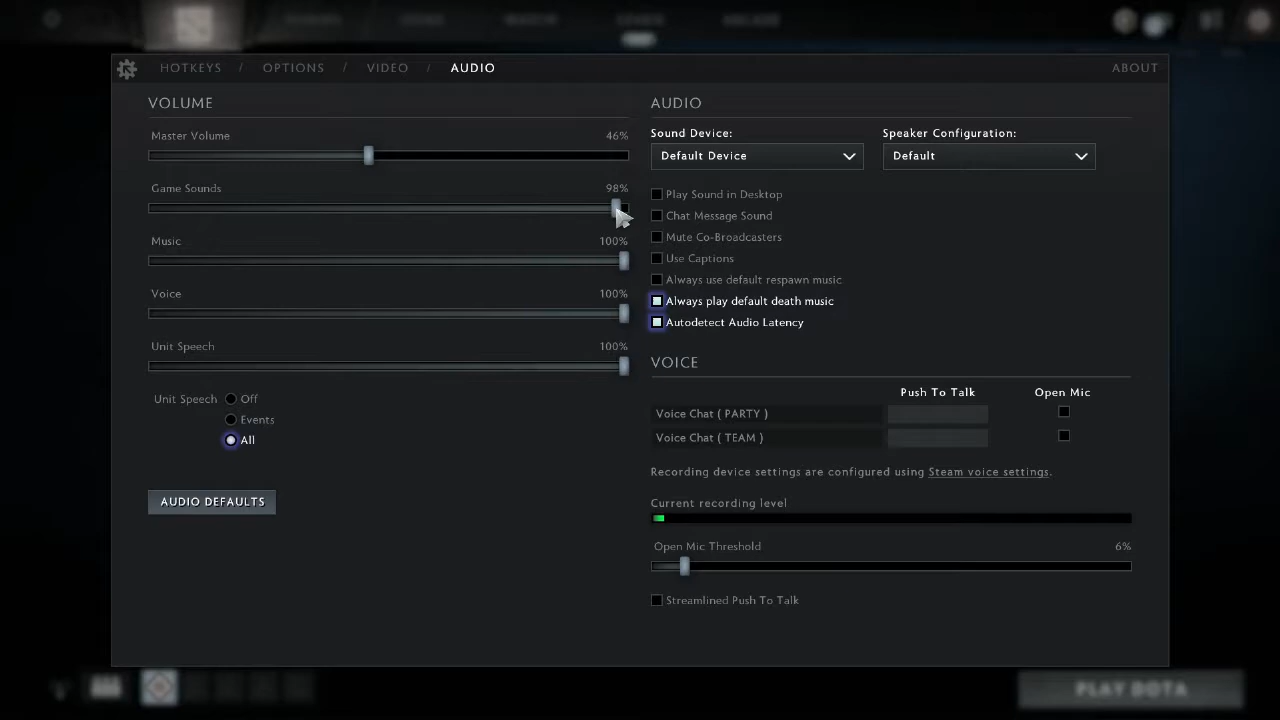 HOTKEYS / OPTIONS / VIDEO / AUDIO
ABOUT
VOLUME
Master Volume 46%
Game Sounds 98%
Music 100%
Voice 100%
Unit Speech 100%
Unit Speech Off
Events
All
AUDIO DEFAULTS
AUDIO
Sound Device: Speaker Configuration:
Default Device Default
Play Sound in Desktop
Chat Message Sound
Mute Co-Broadcasters
Use Captions
Always use default respawn music
Always play default death music
Autodetect Audio Latency
VOICE
Push To Talk Open Mic
Voice Chat ( PARTY )
Voice Chat ( TEAM )
Recording device settings are configured using Steam voice settings.
Current recording level
Open Mic Threshold 6%
Streamlined Push To Talk
PLAY DOTA